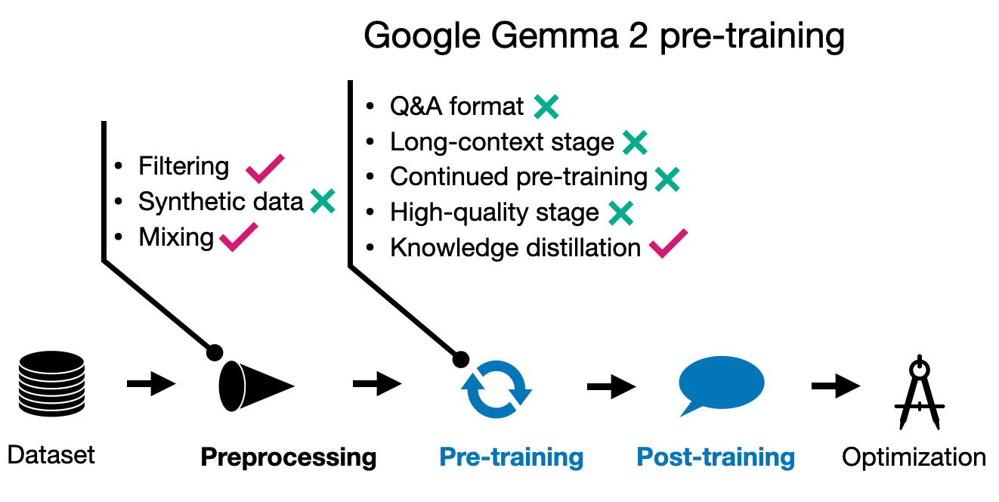 Google Gemma 2 pre-training
• Filtering
• Synthetic data
• Mixing
• Q&A format
• Long-context stage
• Continued pre-training
• High-quality stage
• Knowledge distillation
Dataset
Preprocessing
Pre-training
Post-training
Optimization